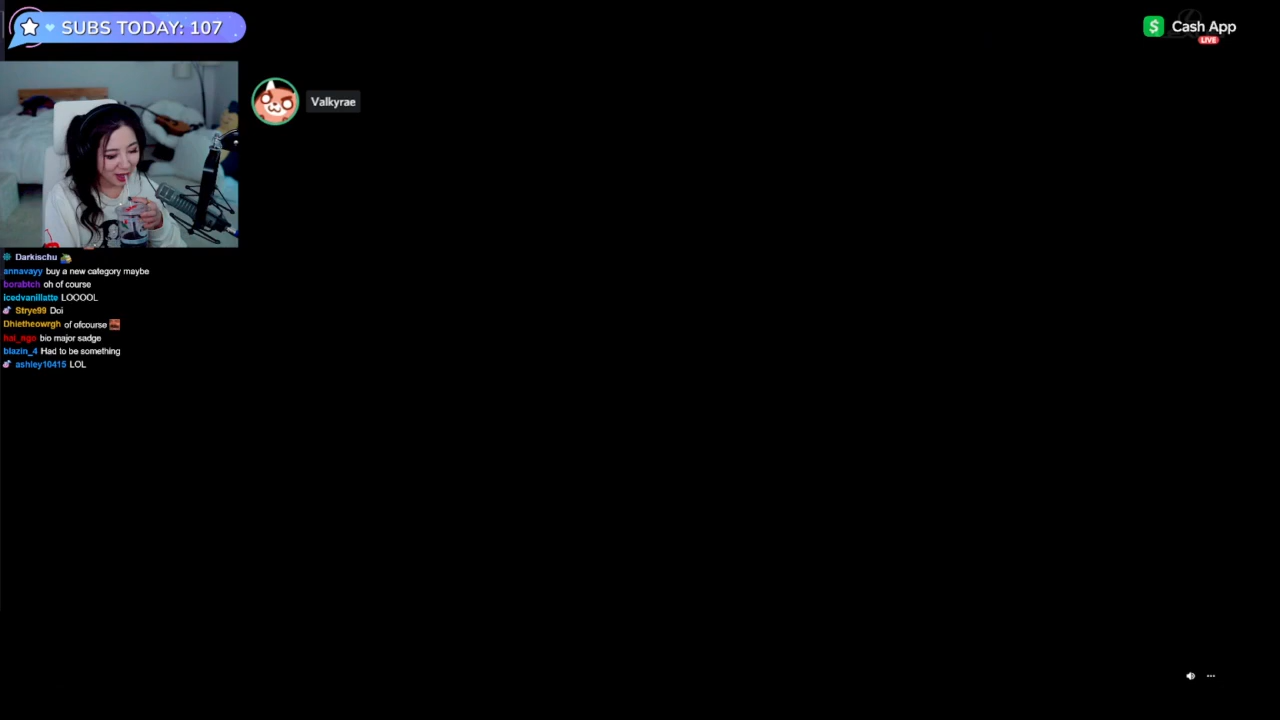 SUBS TODAY: 107
Cash App
LIVE
Valkyrae
Darkischu
annavayy buy a new category maybe
borabtch oh of course
icedvanillatte LOOOOL
Strye99 Doi
Dhietheowrgh of ofcourse
hai_ngo bio major sadge
blazin_4 Had to be something
ashley10415 LOL